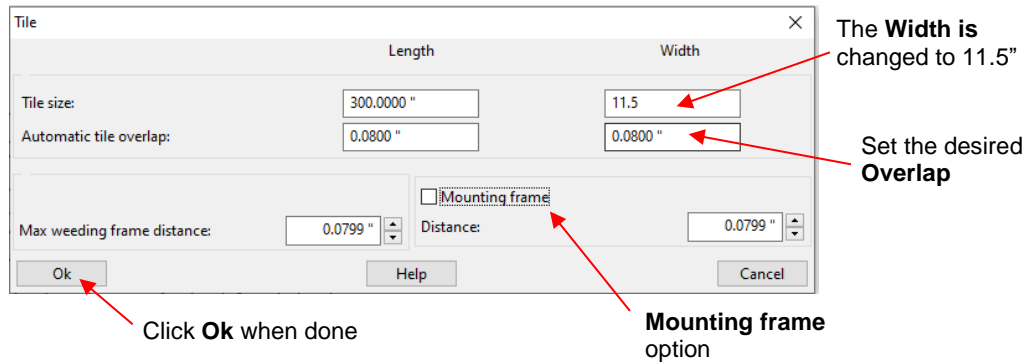 Tile
The Width is
changed to 11.5”
Length Width
Tile size: 300.0000 " 11.5
Automatic tile overlap: 0.0800 " 0.0800 "
Set the desired
Overlap
Mounting frame
Max weeding frame distance: 0.0799 " Distance: 0.0799 "
Ok Help Cancel
Click Ok when done
Mounting frame
option